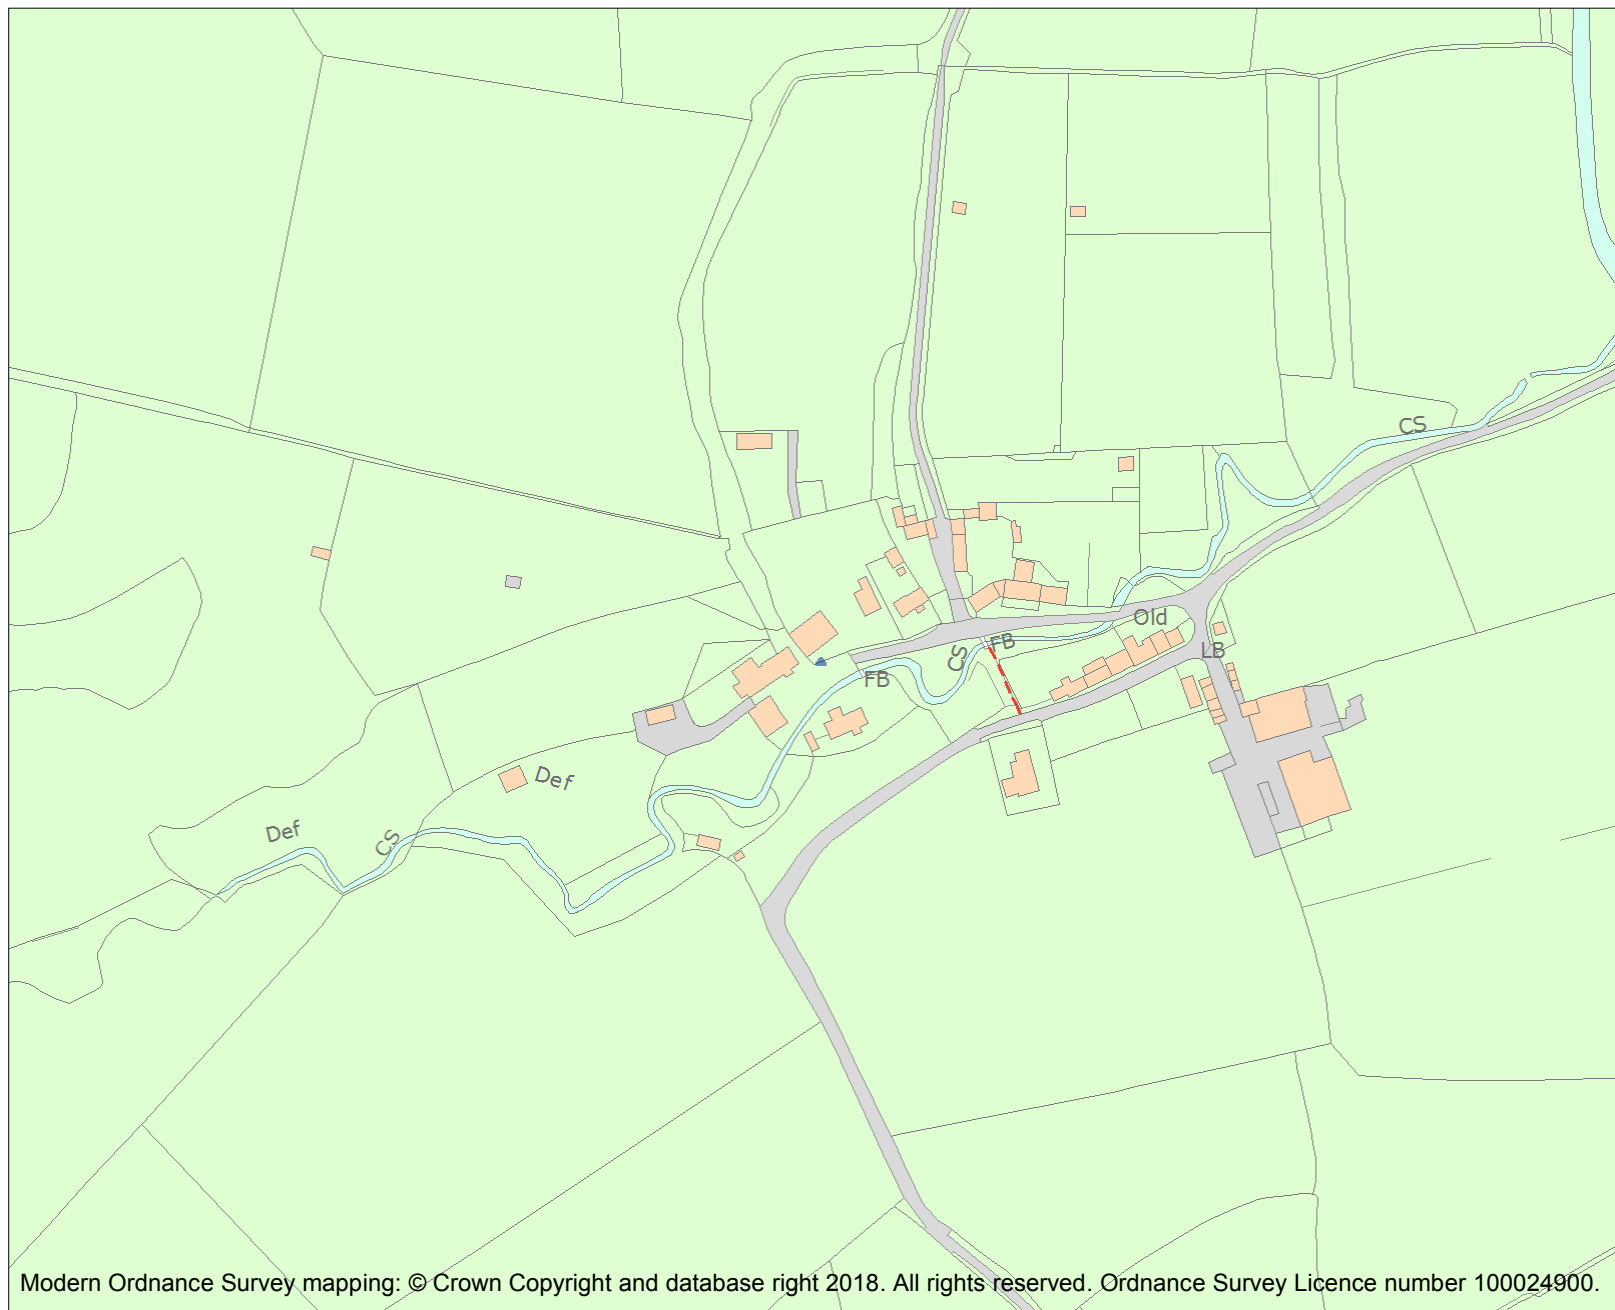 CS
Old
FB
LB
CS
FB
Def
Def
CS
Modern Ordnance Survey mapping: © Crown Copyright and database right 2018. All rights reserved. Ordnance Survey Licence number 100024900.